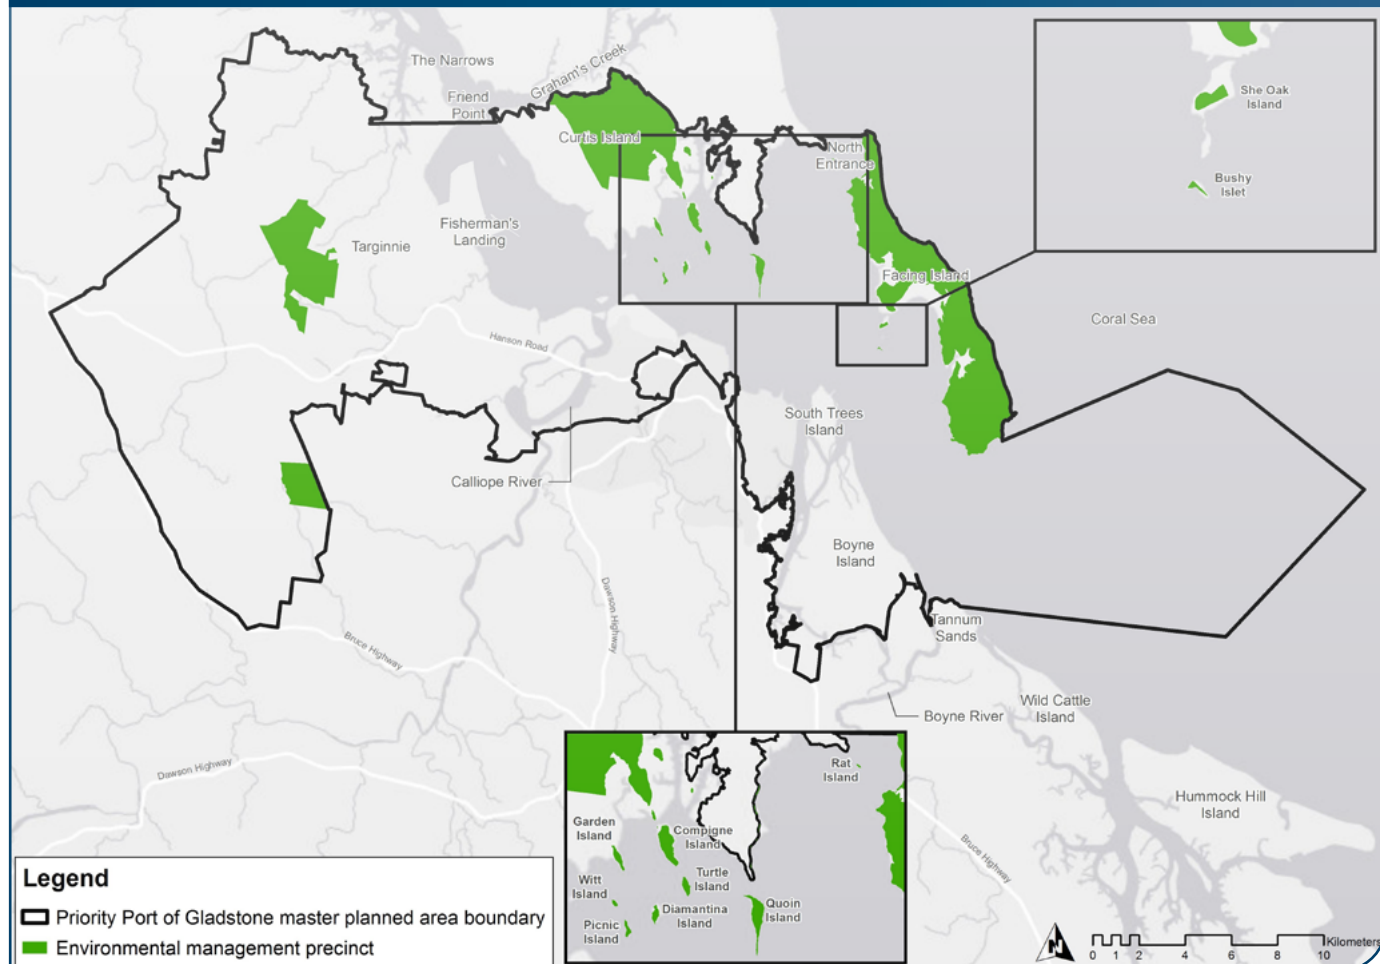 The Narrows
Graham's Creek
Friend
Point
Curtis Island
North
Entrance
She Oak
Island
Bushy
Islet
Targinnie
Fisherman's
Landing
Facing Island
Coral Sea
Hanson Road
South Trees
Island
Calliope River
Boyne
Island
Dawson Highway
Bruce Highway
Tannum
Sands
Wild Cattle
Island
Boyne River
Dawson Highway
Hummock Hill
Island
Bruce Highway
Rat
Island
Garden
Island
Compigne
Island
Witt
Island
Turtle
Island
Diamantina
Island
Quoin
Island
Picnic
Island
Legend
Priority Port of Gladstone master planned area boundary
Environmental management precinct
N
Kilometers
0 1 2 4 6 8 10